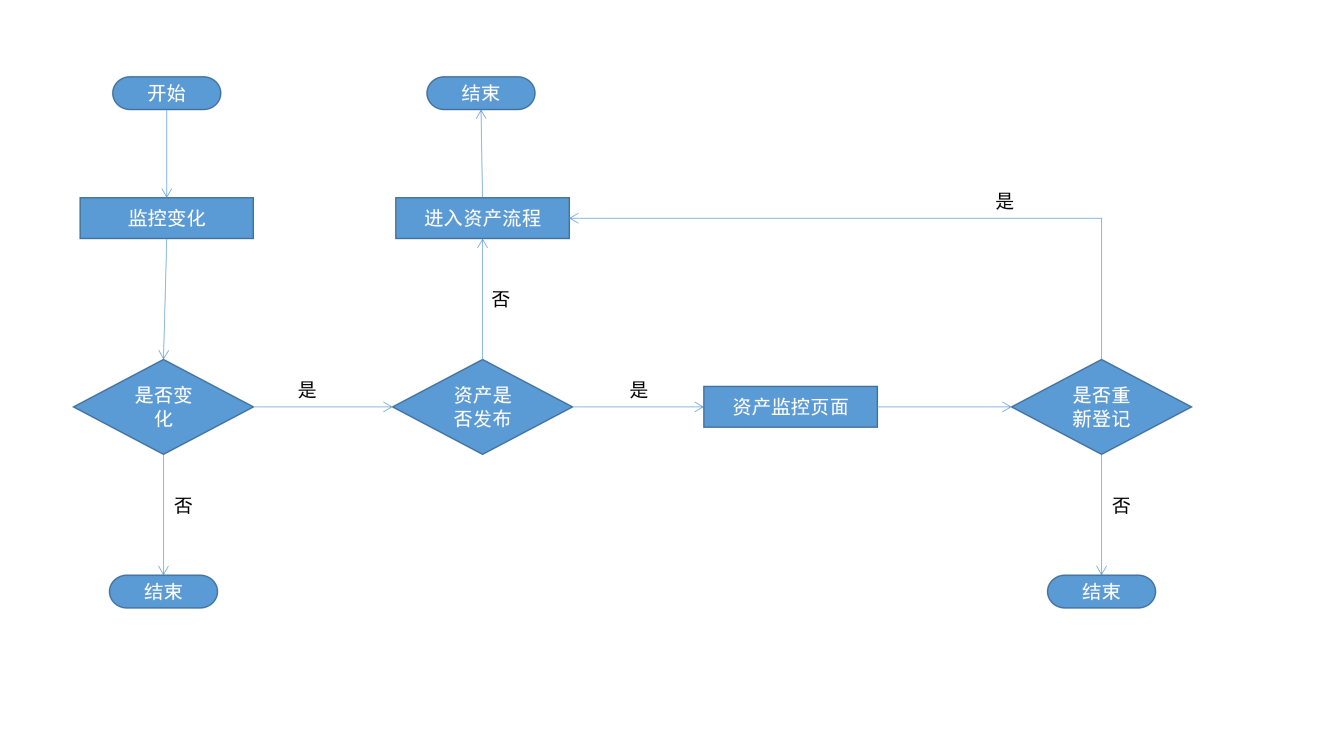 开始
结束
监控变化
进入资产流程
是
否
是否变
化
是
资产是
否发布
是
资产监控页面
是否重
新登记
否
否
结束
结束